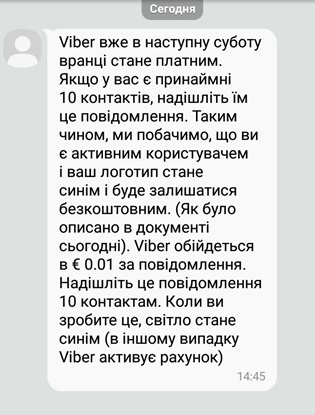 Сегодня
Viber вже в наступну суботу
вранці стане платним.
Якщо у вас є принаймні
10 контактів, надішліть їм
це повідомлення. Таким
чином, ми побачимо, що ви
є активним користувачем
і ваш логотип стане
синім і буде залишатися
безкоштовним. (Як було
описано в документі
сьогодні). Viber обійдеться
в € 0.01 за повідомлення.
Надішліть це повідомлення
10 контактам. Коли ви
зробите це, світло стане
синім (в іншому випадку
Viber активує рахунок)
14:45